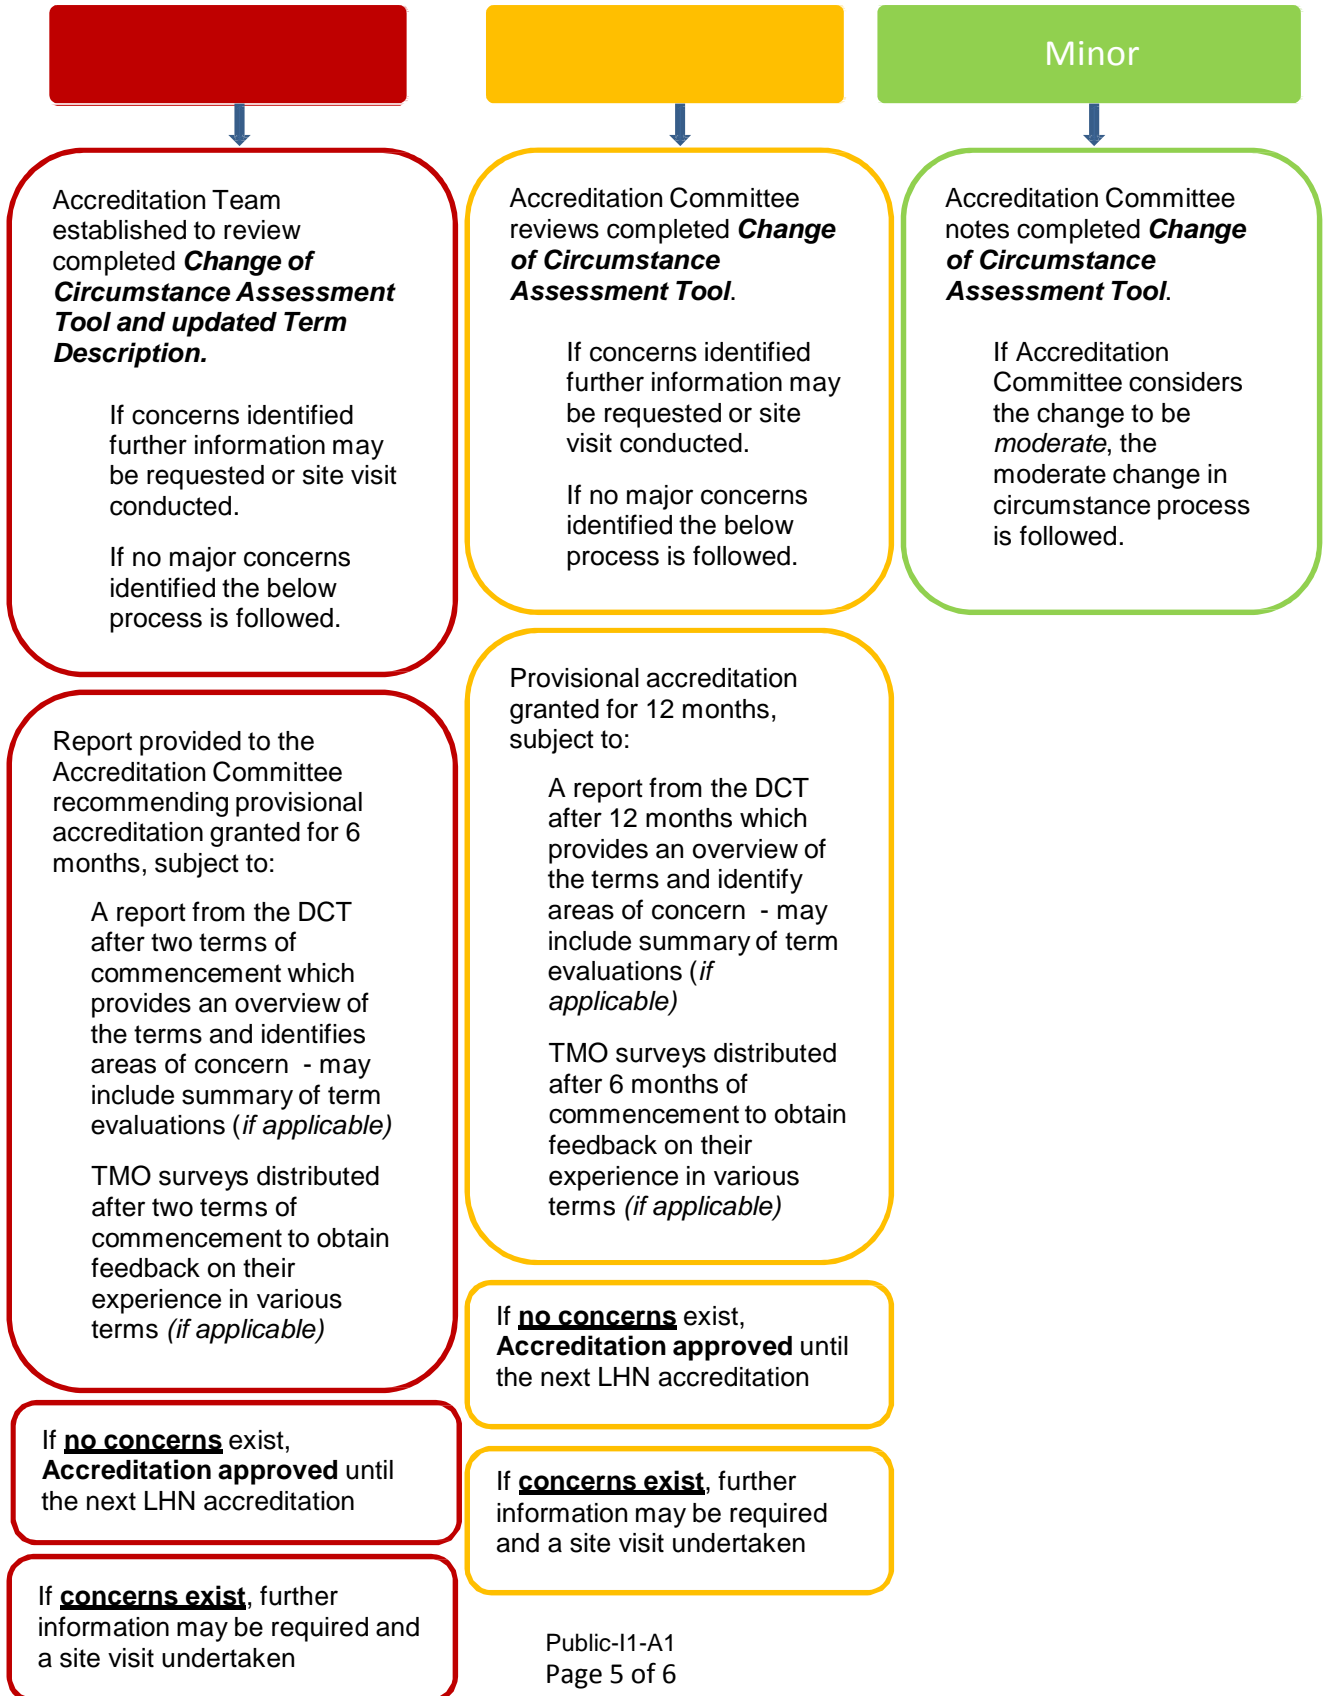 Minor
Accreditation Team
established to review
completed Change of
Circumstance Assessment
Tool and updated Term
Description.
If concerns identified
further information may
be requested or site visit
conducted.
If no major concerns
identified the below
process is followed.
Report provided to the
Accreditation Committee
recommending provisional
accreditation granted for 6
months, subject to:
A report from the DCT
after two terms of
commencement which
provides an overview of
the terms and identifies
areas of concern - may
include summary of term
evaluations (if applicable)
TMO surveys distributed
after two terms of
commencement to obtain
feedback on their
experience in various
terms (if applicable)
If no concerns exist,
Accreditation approved until
the next LHN accreditation
If concerns exist, further
information may be required and
a site visit undertaken
Accreditation Committee
reviews completed Change
of Circumstance
Assessment Tool.
If concerns identified
further information may
be requested or site
visit conducted.
If no major concerns
identified the below
process is followed.
Provisional accreditation
granted for 12 months,
subject to:
A report from the DCT
after 12 months which
provides an overview of
the terms and identify
areas of concern - may
include summary of term
evaluations (if
applicable)
TMO surveys distributed
after 6 months of
commencement to obtain
feedback on their
experience in various
terms (if applicable)
If no concerns exist,
Accreditation approved until
the next LHN accreditation
If concerns exist, further
information may be required
and a site visit undertaken
Accreditation Committee
notes completed Change
of Circumstance
Assessment Tool.
If Accreditation
Committee considers
the change to be
moderate, the
moderate change in
circumstance process
is followed.
Public-I1-A1
Page 5 of 6